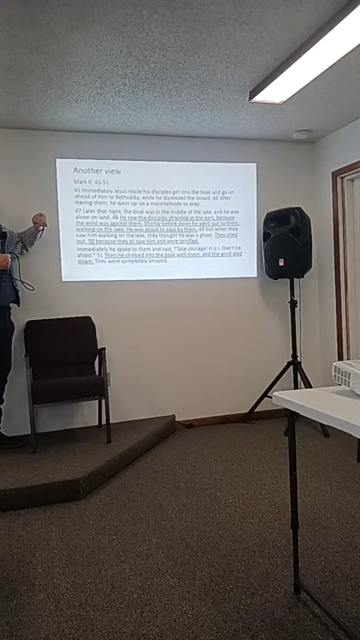 Another view
Mark 6: 45-51
45 Immediately Jesus made his disciples get into the boat and go on
ahead of him to Bethsaida, while he dismissed the crowd. 46 After
leaving them, he went up on a mountainside to pray.
47 Later that night, the boat was in the middle of the lake, and he was
alone on land. 48 He saw the disciples straining at the oars, because
the wind was against them. Shortly before dawn he went out to them,
walking on the lake. He was about to pass by them, 49 but when they
saw him walking on the lake, they thought he was a ghost. They cried
out, 50 because they all saw him and were terrified.
Immediately he spoke to them and said, "Take courage! It is I. Don't be
afraid." 51 Then he climbed into the boat with them, and the wind died
down. They were completely amazed.